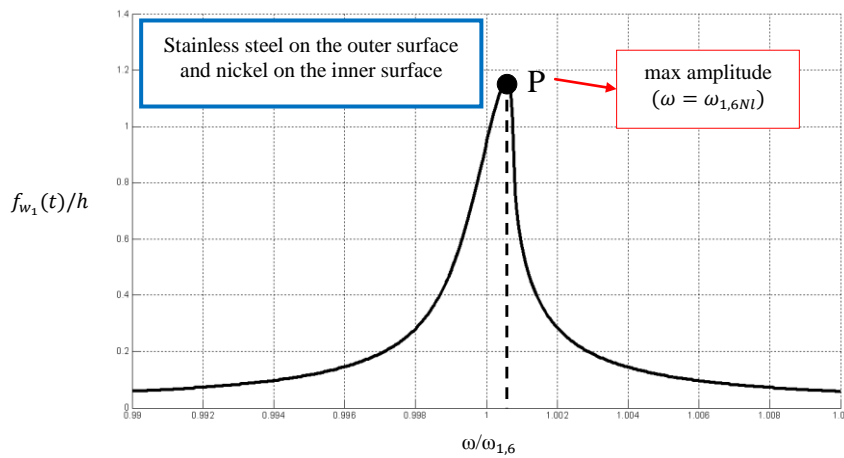 1.4
Stainless steel on the outer surface
and nickel on the inner surface
1.2
P
max amplitude
(ω = ω1,6Nl)
1
0.8
fw1(t)/h
0.6
0.4
0.2
0
0.99 0.992 0.994 0.996 0.998 1 1.002 1.004 1.006 1.008 1.0
ω/ω1,6